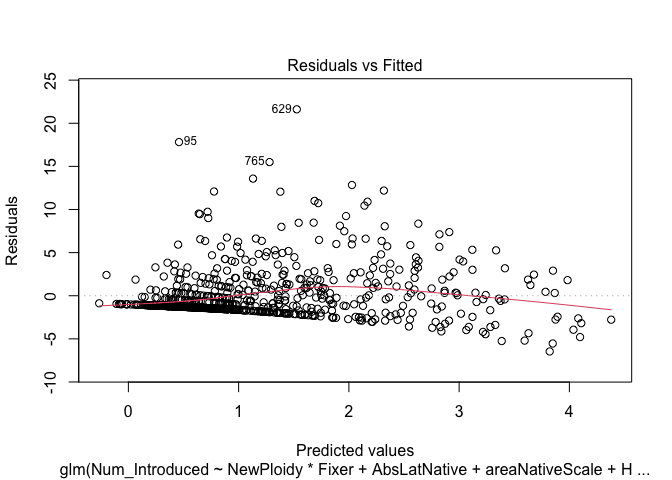 Residuals vs Fitted
25
20
15
10
5
0
-5
-10
Residuals
629
95
765
0 1 2 3 4
Predicted values
glm(Num_Introduced ~ NewPloidy * Fixer + AbsLatNative + areaNativeScale + H ...